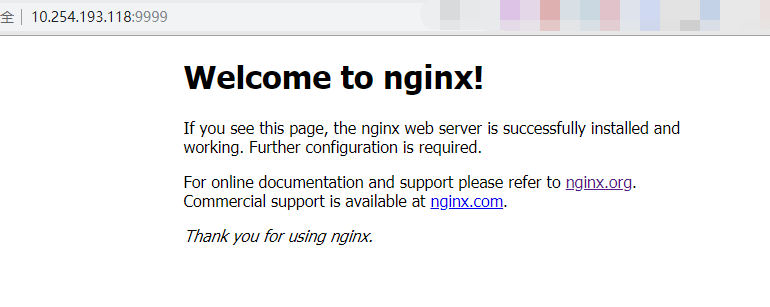 全 | 10.254.193.118:9999
Welcome to nginx!
If you see this page, the nginx web server is successfully installed and
working. Further configuration is required.
For online documentation and support please refer to nginx.org.
Commercial support is available at nginx.com.
Thank you for using nginx.